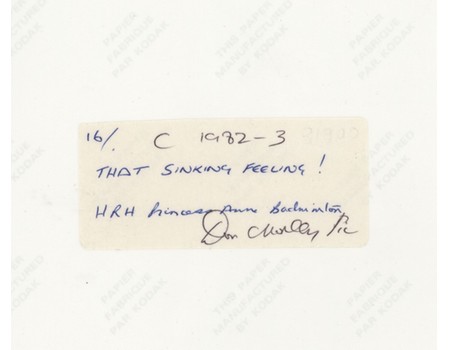 16/. C 1982-3
THAT SINKING FEELING!
HRH Princess Anne Badminton
Don Morley Pic
THIS PAPER
MANUFACTURED
BY KODAK
PAPIER
FABRIQUE
PAR KODAK